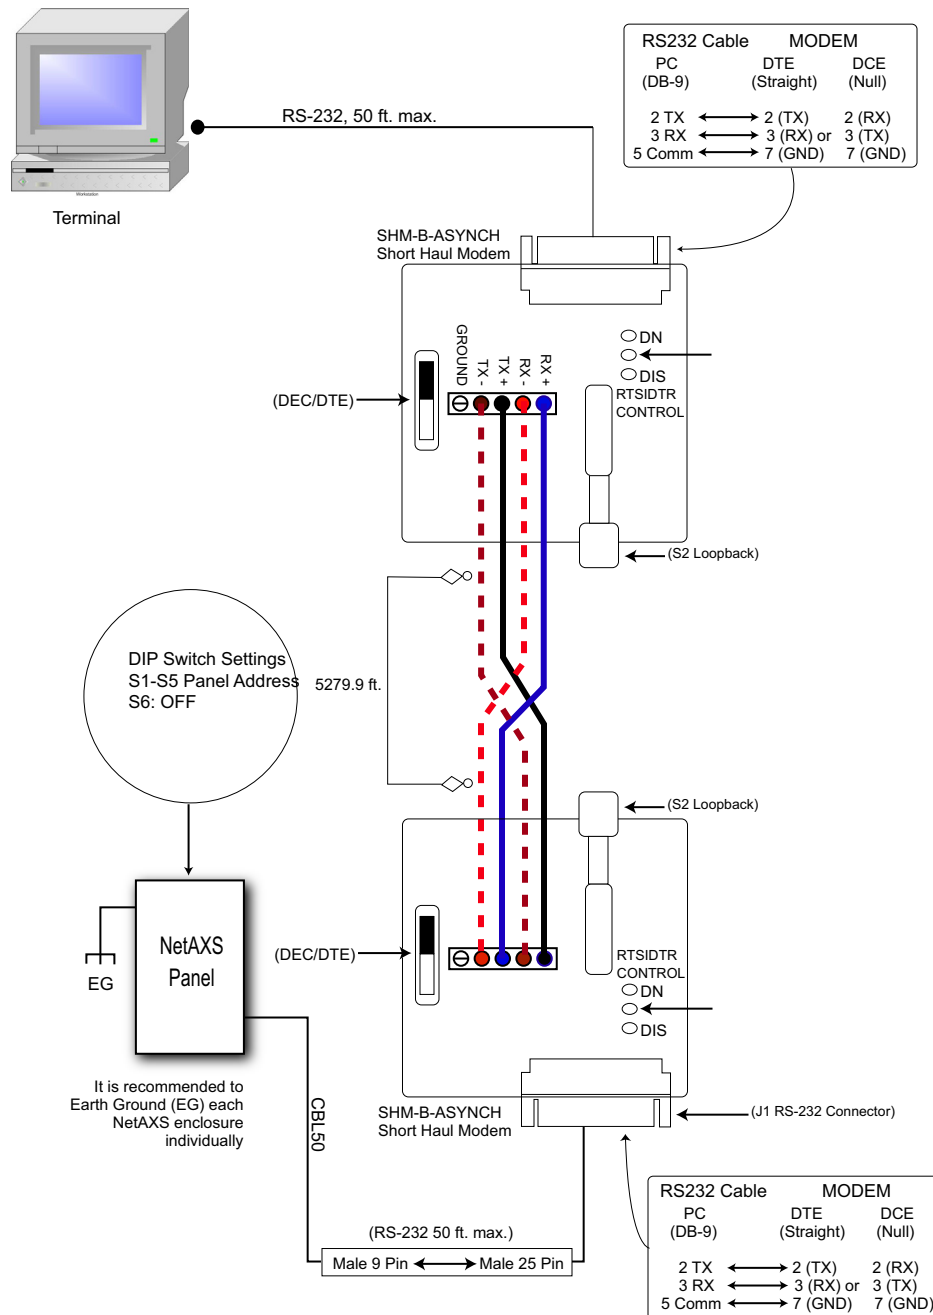 RS232 Cable MODEM
PC DTE DCE
(DB-9) (Straight) (Null)
2 TX 2 (TX) 2 (RX)
3 RX 3 (RX) or 3 (TX)
5 Comm 7 (GND) 7 (GND)
RS-232, 50 ft. max.
Workstation
Terminal
SHM-B-ASYNCH
Short Haul Modem
GROUND
TX -
TX +
RX -
RX +
DN
DIS
RTSIDTR
CONTROL
(DEC/DTE)
(S2 Loopback)
DIP Switch Settings
S1-S5 Panel Address
S6: OFF
5279.9 ft.
(S2 Loopback)
NetAXS
Panel
EG
(DEC/DTE)
RTSIDTR
CONTROL
DN
DIS
It is recommended to
Earth Ground (EG) each
NetAXS enclosure
individually
CBL50
SHM-B-ASYNCH
Short Haul Modem
(J1 RS-232 Connector)
(RS-232 50 ft. max.)
Male 9 Pin Male 25 Pin
RS232 Cable MODEM
PC DTE DCE
(DB-9) (Straight) (Null)
2 TX 2 (TX) 2 (RX)
3 RX 3 (RX) or 3 (TX)
5 Comm 7 (GND) 7 (GND)